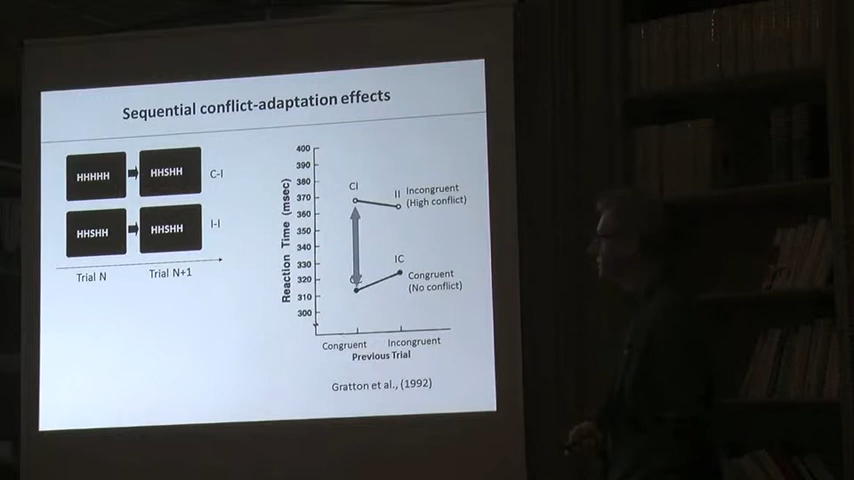 Sequential conflict-adaptation effects
HHHHH
HHSHH
C-I
HHSHH
HHSHH
I-I
Trial N
Trial N+1
Reaction Time (msec)
400
390
380
370
360
350
340
330
320
310
300
CI
II
Incongruent
(High conflict)
IC
Congruent
(No conflict)
Congruent
Incongruent
Previous Trial
Gratton et al., (1992)